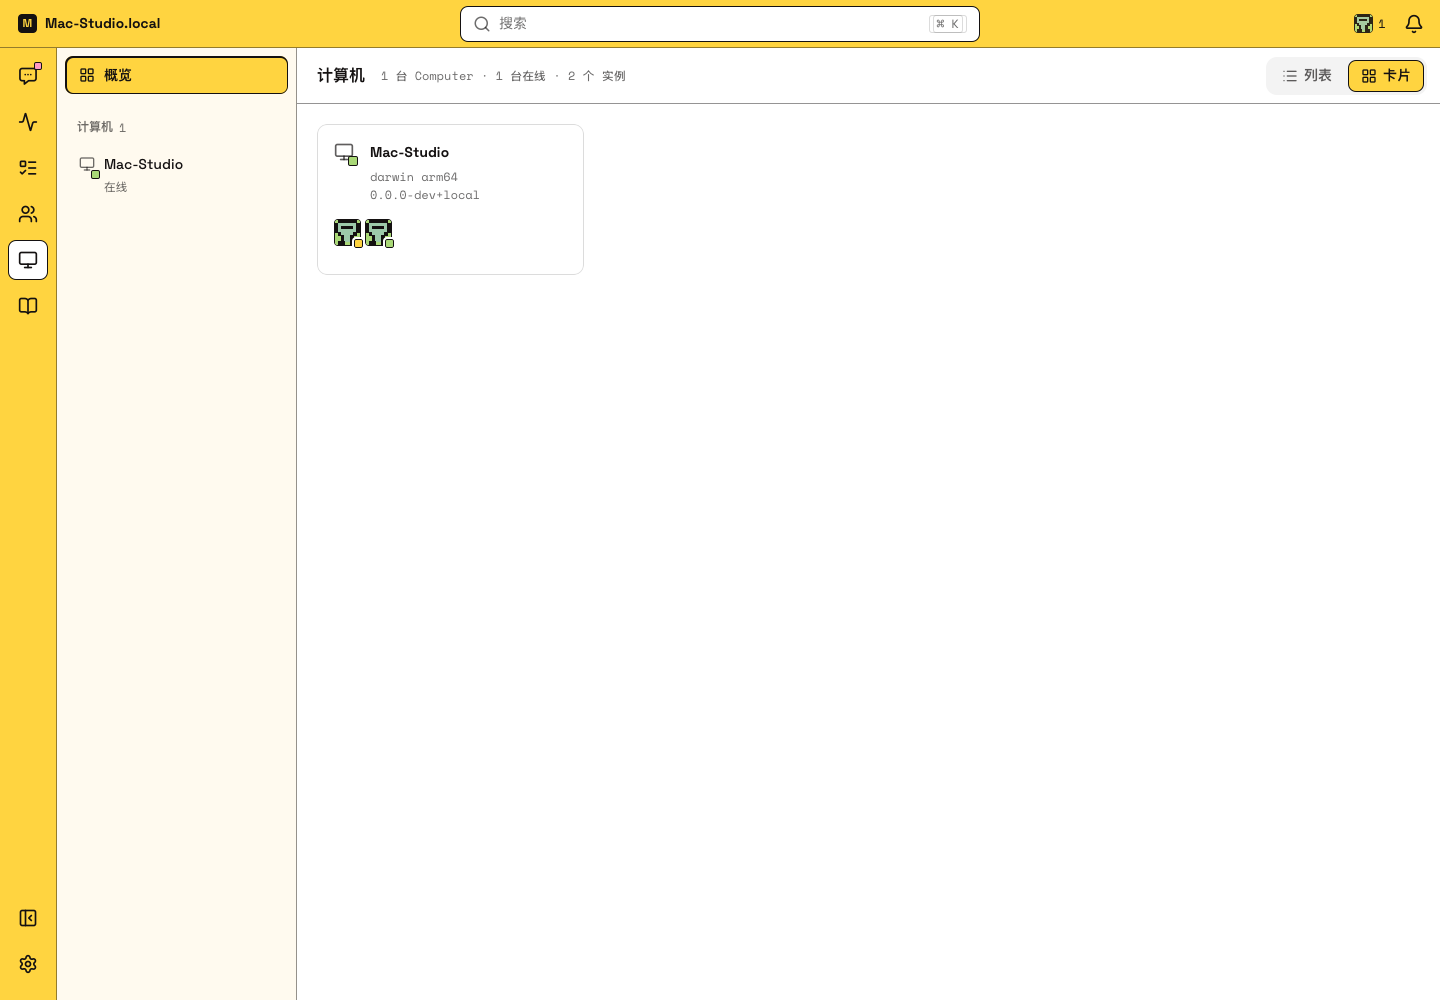 M Mac-Studio.local
搜索
⌘ K
1
概览
计算机 1
Mac-Studio
在线
计算机 1 台 Computer · 1 台在线 · 2 个 实例
列表
卡片
Mac-Studio
darwin arm64
0.0.0-dev+local